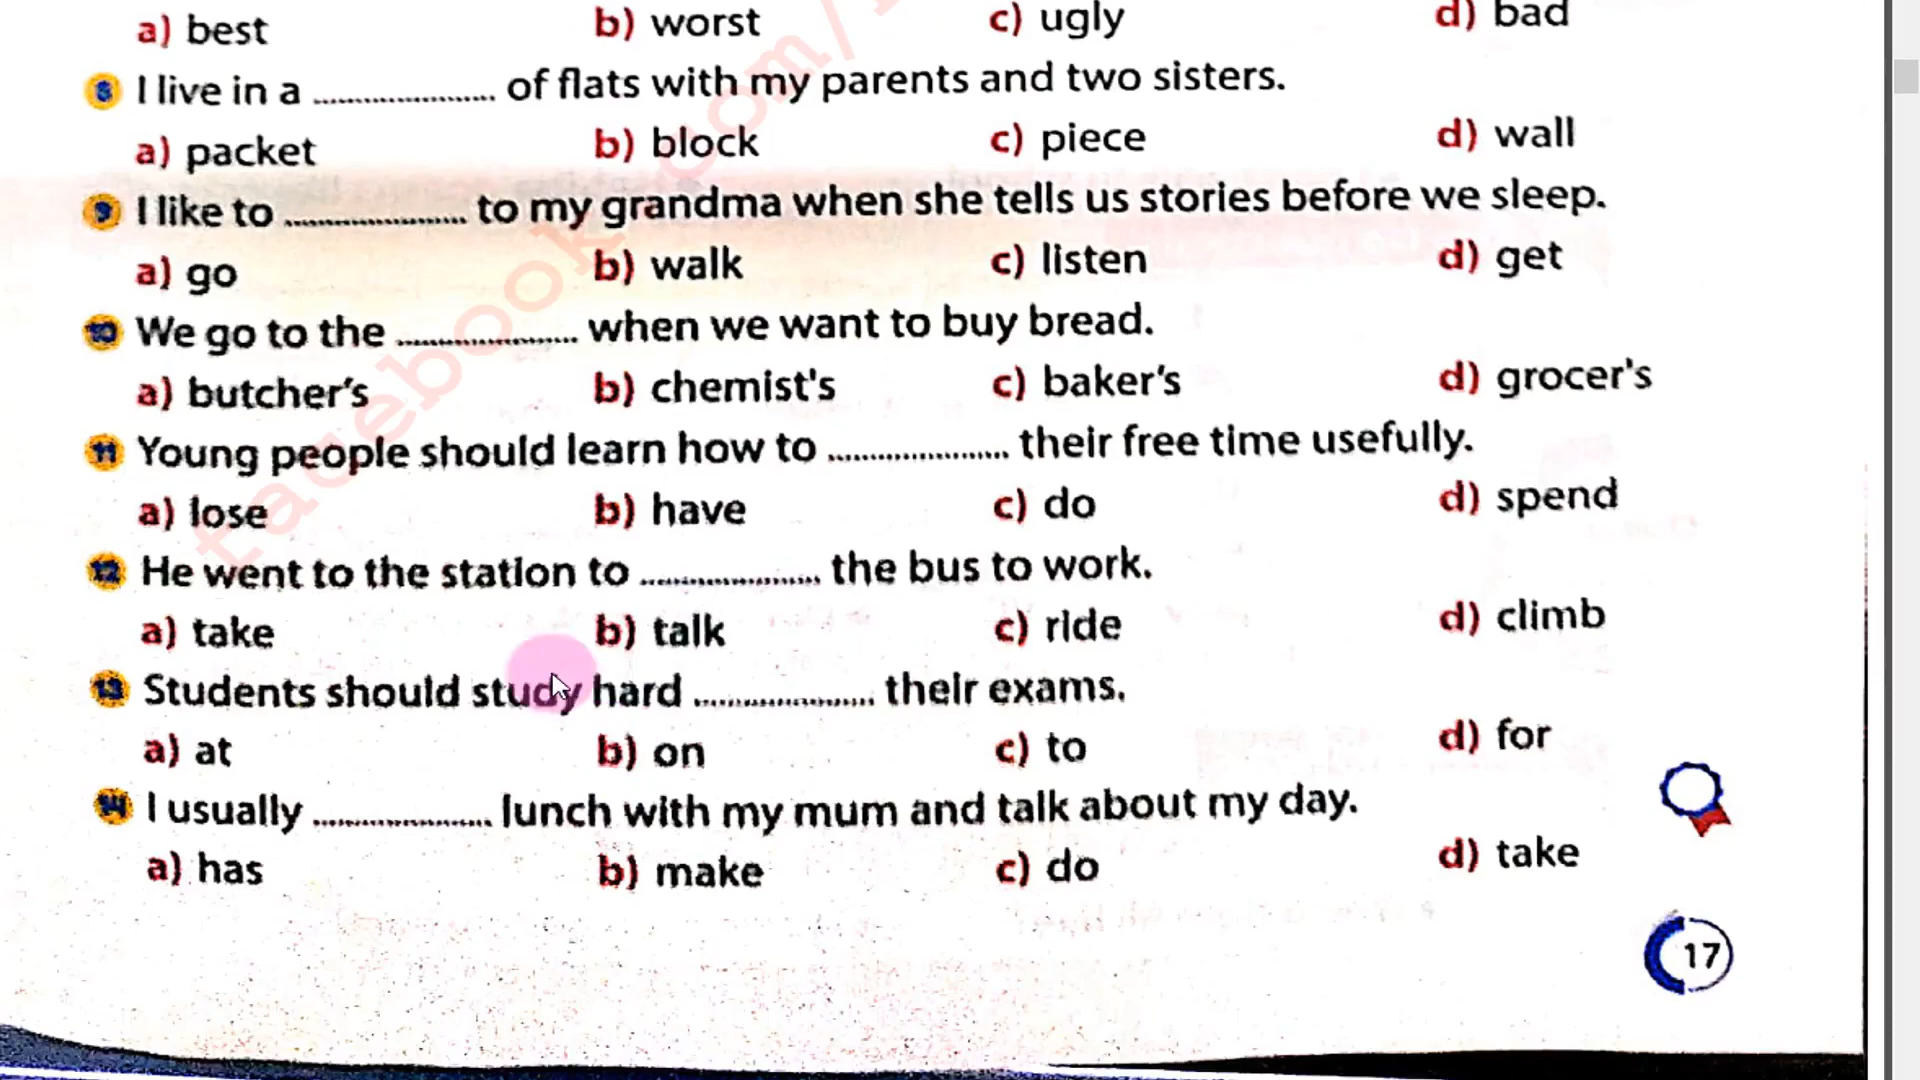 a) best b) worst c) ugly d) bad
8 I live in a ..................... of flats with my parents and two sisters.
a) packet b) block c) piece d) wall
9 I like to ..................... to my grandma when she tells us stories before we sleep.
a) go b) walk c) listen d) get
10 We go to the ..................... when we want to buy bread.
a) butcher's b) chemist's c) baker's d) grocer's
11 Young people should learn how to ..................... their free time usefully.
a) lose b) have c) do d) spend
12 He went to the station to ..................... the bus to work.
a) take b) talk c) ride d) climb
13 Students should study hard ..................... their exams.
a) at b) on c) to d) for
14 I usually ..................... lunch with my mum and talk about my day.
a) has b) make c) do d) take
17
facebook.com/